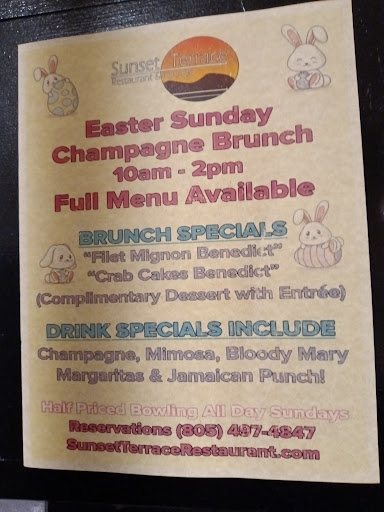 Sunset Terrace
Restaurant &
Easter Sunday
Champagne Brunch
10am - 2pm
Full Menu Available
BRUNCH SPECIALS
"Filet Mignon Benedict"
"Crab Cakes Benedict"
(Complimentary Dessert with Entrée)
DRINK SPECIALS INCLUDE
Champagne, Mimosa, Bloody Mary
Margaritas & Jamaican Punch!
Half Priced Bowling All Day Sundays
Reservations (805) 497-4847
SunsetTerraceRestaurant.com